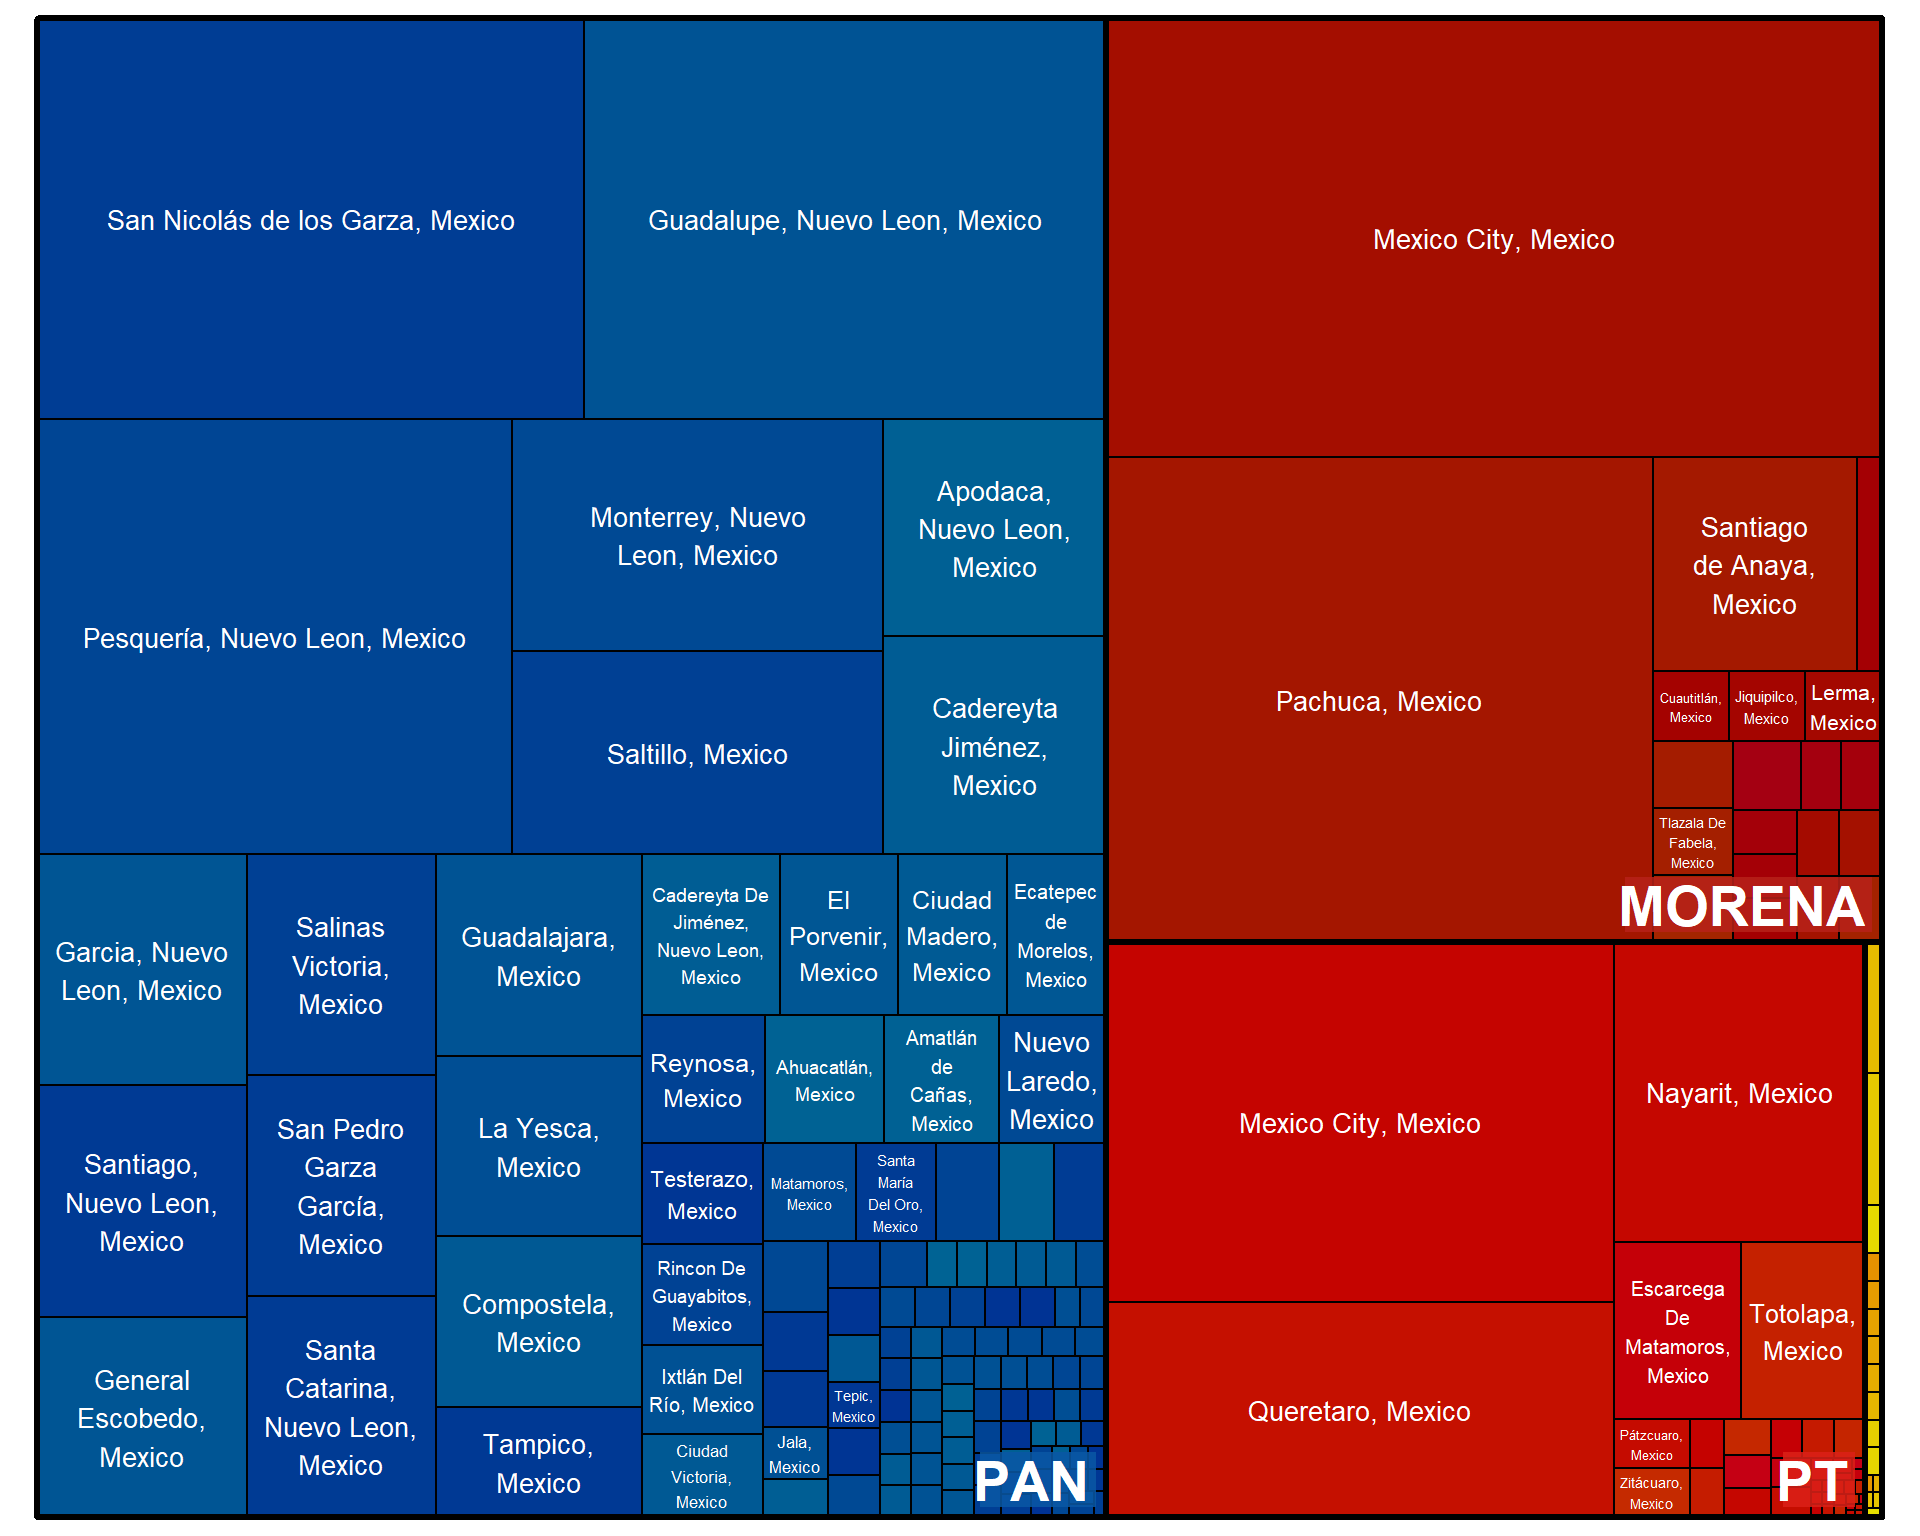 San Nicolás de los Garza, Mexico
Guadalupe, Nuevo Leon, Mexico
Pesquería, Nuevo Leon, Mexico
Monterrey, Nuevo
Leon, Mexico
Saltillo, Mexico
Apodaca,
Nuevo Leon,
Mexico
Cadereyta
Jiménez,
Mexico
Garcia, Nuevo
Leon, Mexico
Santiago,
Nuevo Leon,
Mexico
General
Escobedo,
Mexico
Salinas
Victoria,
Mexico
San Pedro
Garza
García,
Mexico
Santa
Catarina,
Nuevo Leon,
Mexico
Guadalajara,
Mexico
La Yesca,
Mexico
Compostela,
Mexico
Tampico,
Mexico
Cadereyta De
Jiménez,
Nuevo Leon,
Mexico
El
Porvenir,
Mexico
Ciudad
Madero,
Mexico
Ecatepec
de
Morelos,
Mexico
Reynosa,
Mexico
Ahuacatlán,
Mexico
Amatlán
de
Cañas,
Mexico
Nuevo
Laredo,
Mexico
Testerazo,
Mexico
Matamoros,
Mexico
Santa
María
Del Oro,
Mexico
Rincon De
Guayabitos,
Mexico
Ixtlán Del
Río, Mexico
Ciudad
Victoria,
Mexico
Tepic,
Mexico
Jala,
Mexico
PAN
Mexico City, Mexico
Pachuca, Mexico
Santiago
de Anaya,
Mexico
Cuautitlán,
Mexico
Jiquipilco,
Mexico
Lerma,
Mexico
Tlazala De
Fabela,
Mexico
MORENA
Mexico City, Mexico
Queretaro, Mexico
Nayarit, Mexico
Escarcega
De
Matamoros,
Mexico
Totolapa,
Mexico
Pátzcuaro,
Mexico
Zitácuaro,
Mexico
PT